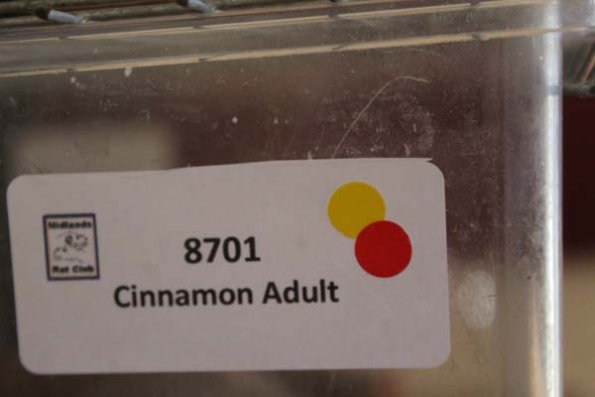 Midlands
Rat Club
8701
Cinnamon Adult